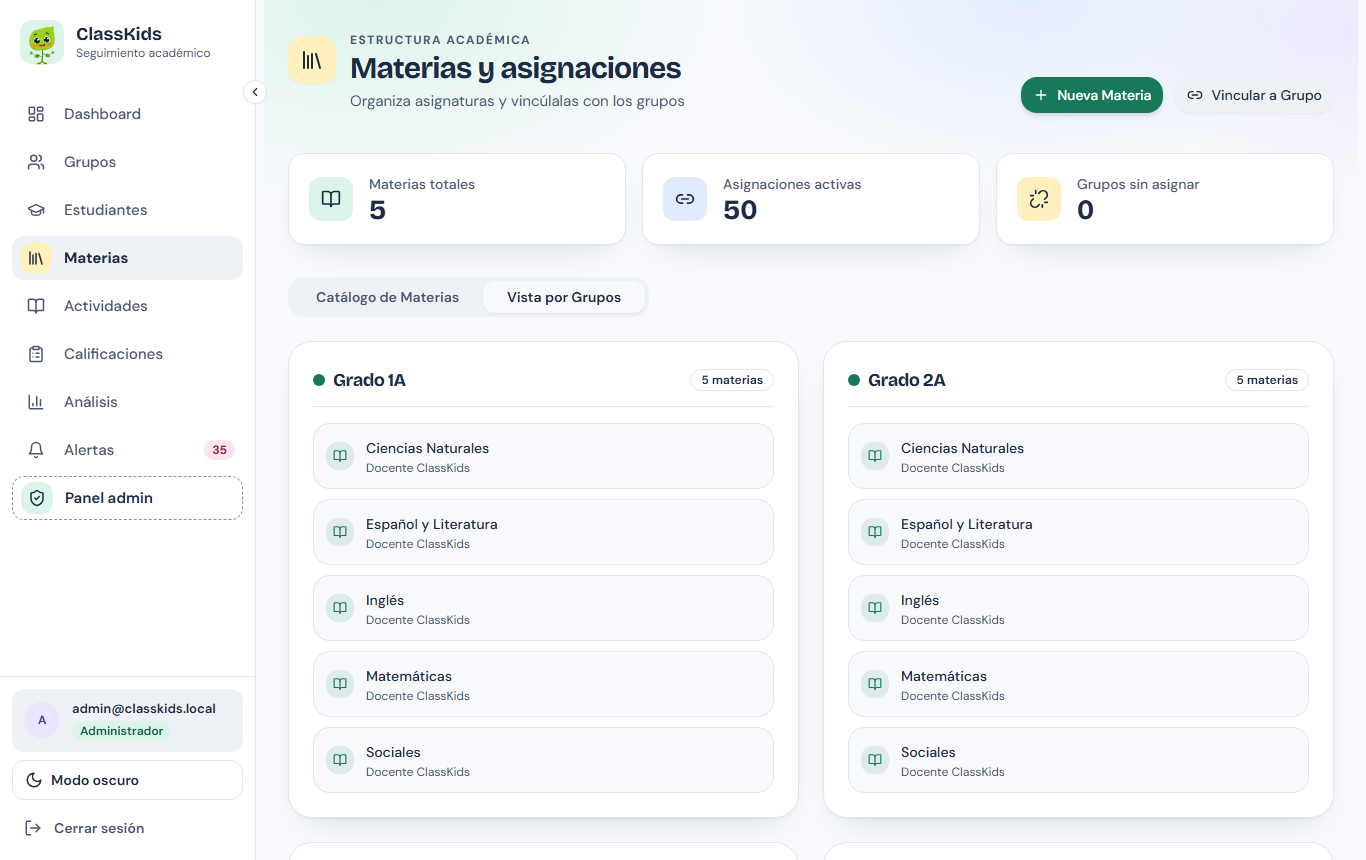 ClassKids
Seguimiento académico
Dashboard
Grupos
Estudiantes
Materias
Actividades
Calificaciones
Análisis
Alertas 35
Panel admin
A
admin@classkids.local
Administrador
Modo oscuro
Cerrar sesión
ESTRUCTURA ACADÉMICA
Materias y asignaciones
Organiza asignaturas y vincúlalas con los grupos
+ Nueva Materia
Vincular a Grupo
Materias totales
5
Asignaciones activas
50
Grupos sin asignar
0
Catálogo de Materias
Vista por Grupos
Grado 1A
5 materias
Ciencias Naturales
Docente ClassKids
Español y Literatura
Docente ClassKids
Inglés
Docente ClassKids
Matemáticas
Docente ClassKids
Sociales
Docente ClassKids
Grado 2A
5 materias
Ciencias Naturales
Docente ClassKids
Español y Literatura
Docente ClassKids
Inglés
Docente ClassKids
Matemáticas
Docente ClassKids
Sociales
Docente ClassKids